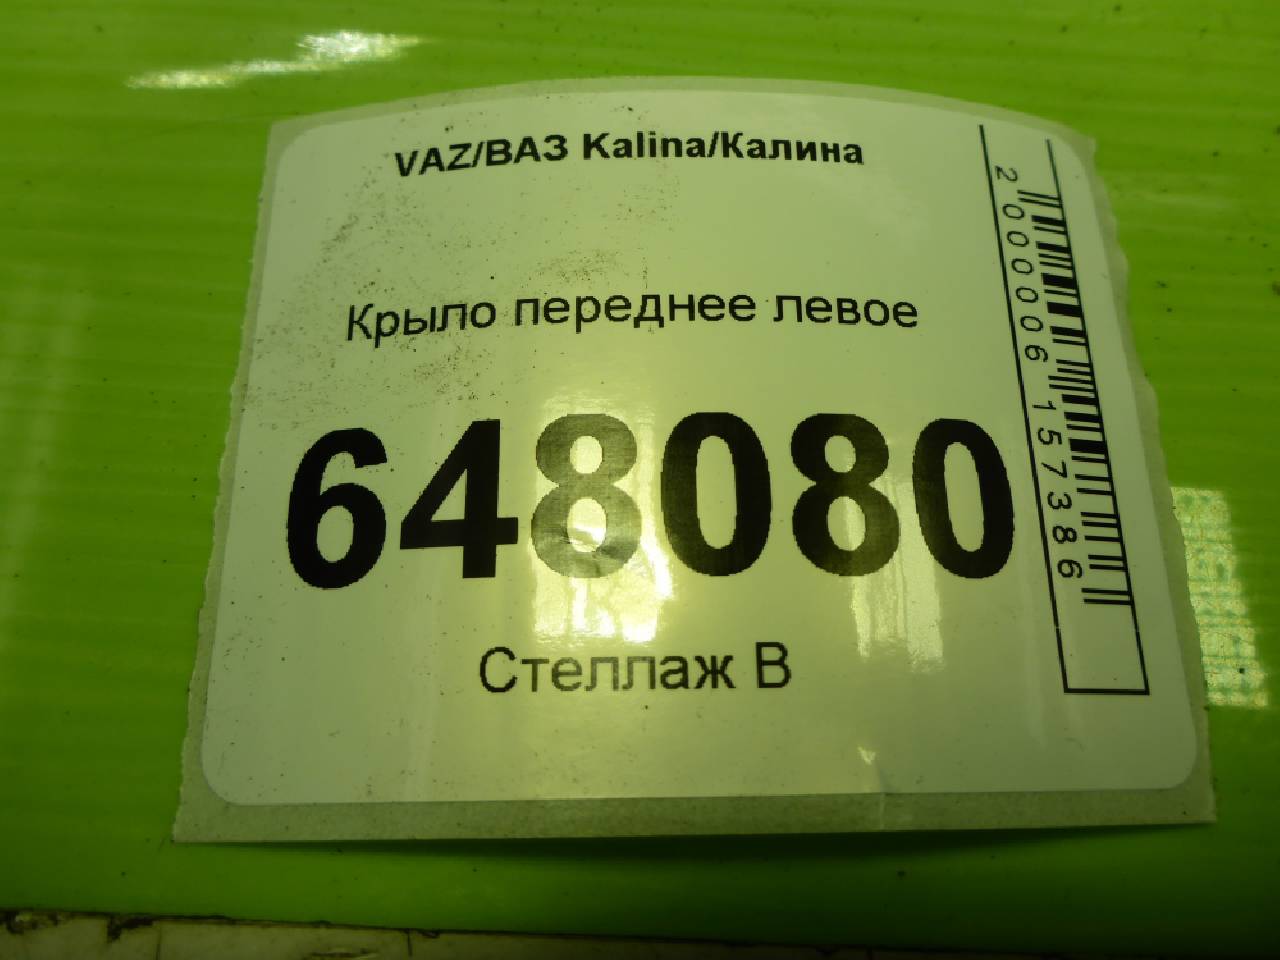 VAZ/ВАЗ Kalina/Калина
Крыло переднее левое
648080
Стеллаж В
2000006157386